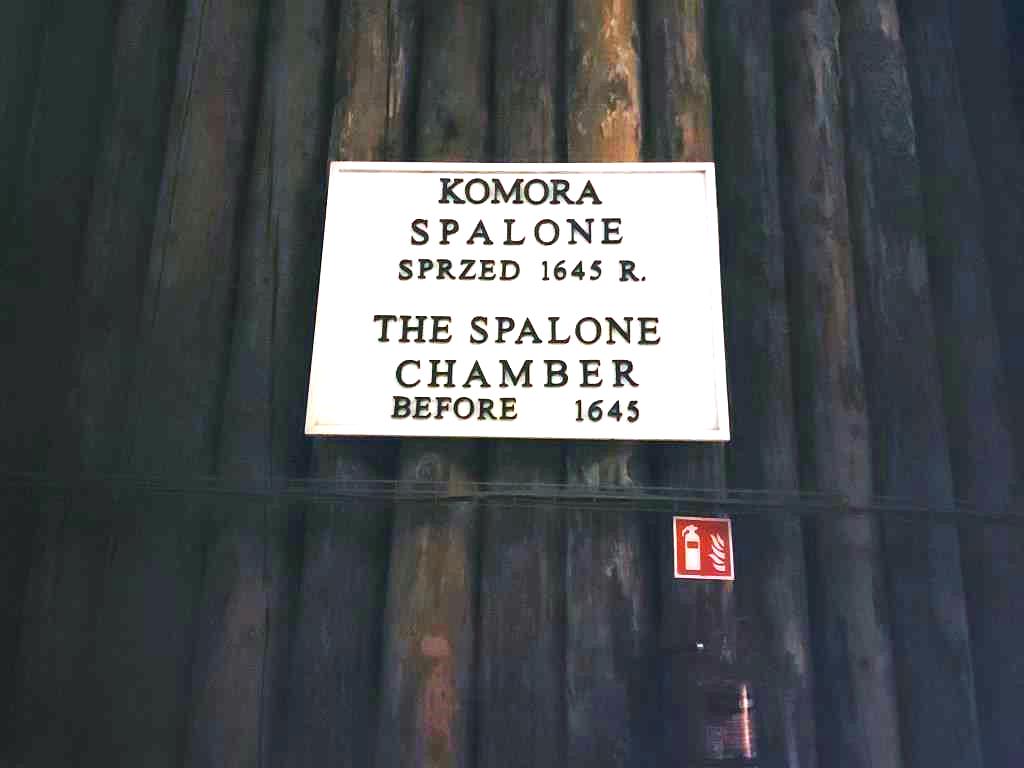 KOMORA
SPALONE
SPRZED 1645 R.
THE SPALONE
CHAMBER
BEFORE 1645